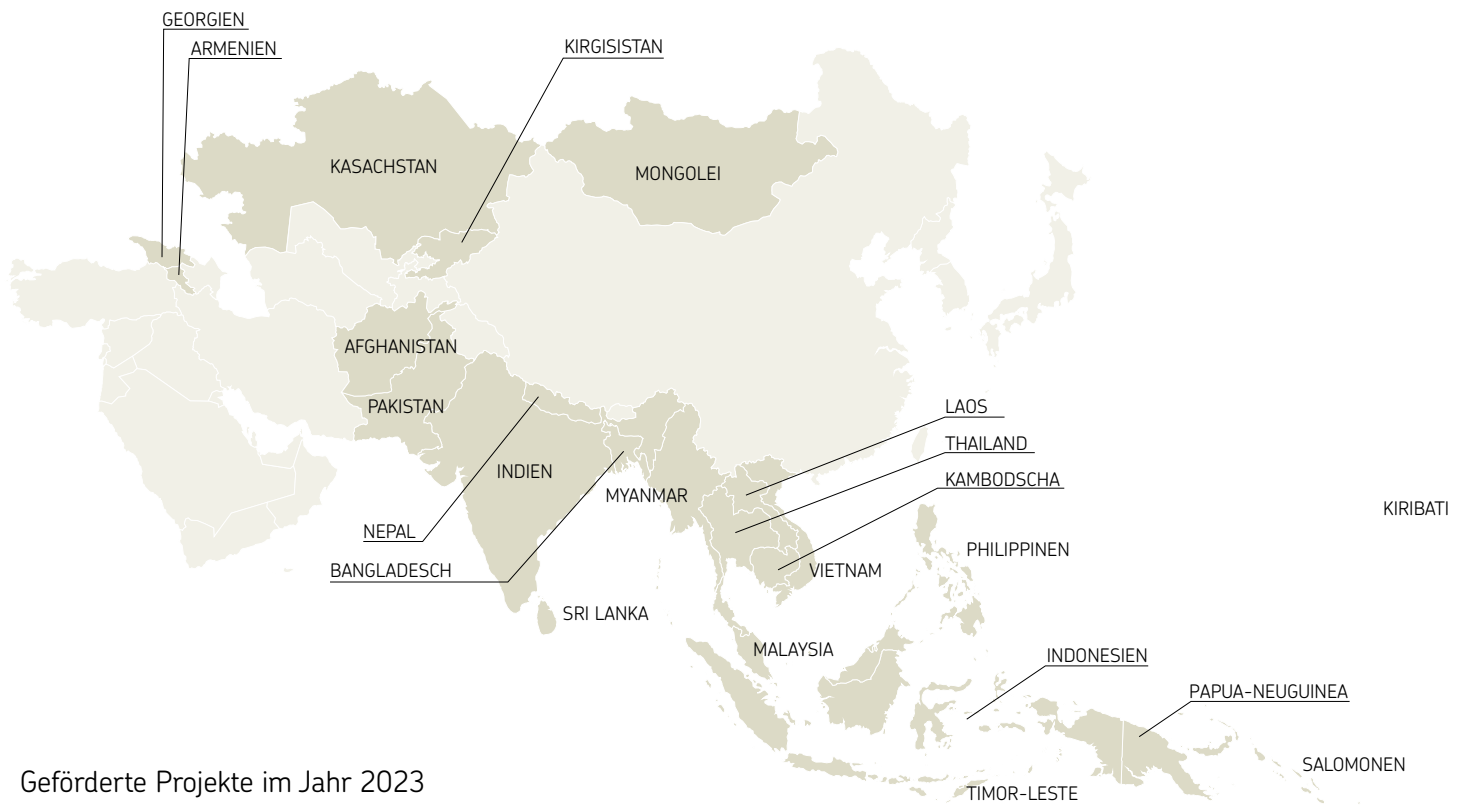 GEORGIEN
ARMENIEN
KIRGISISTAN
KASACHSTAN
MONGOLEI
AFGHANISTAN
PAKISTAN
LAOS
THAILAND
INDIEN
KAMBODSCHA
MYANMAR
KIRIBATI
NEPAL
PHILIPPINEN
BANGLADESCH
VIETNAM
SRI LANKA
MALAYSIA
INDONESIEN
PAPUA-NEUGUINEA
SALOMONEN
Geförderte Projekte im Jahr 2023
TIMOR-LESTE